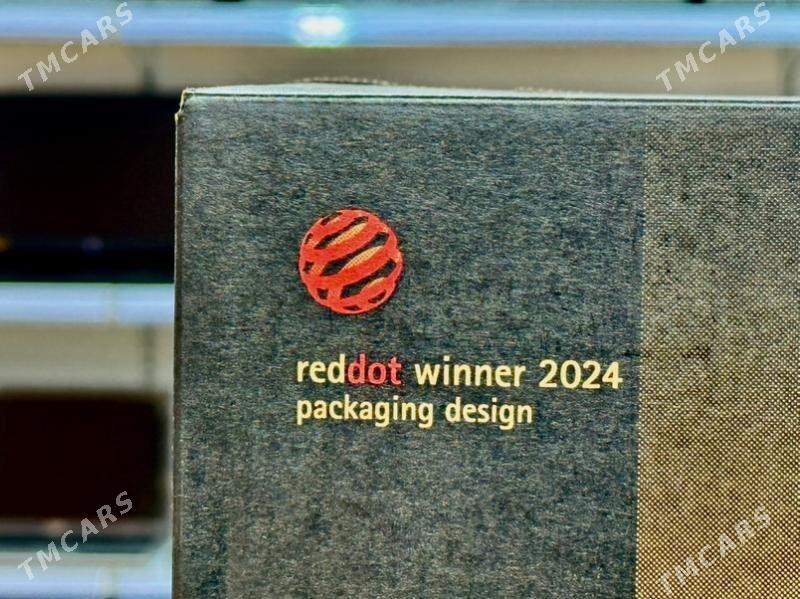 TMCARS
TMCARS
reddot winner 2024
packaging design
TMCARS
TMCARS